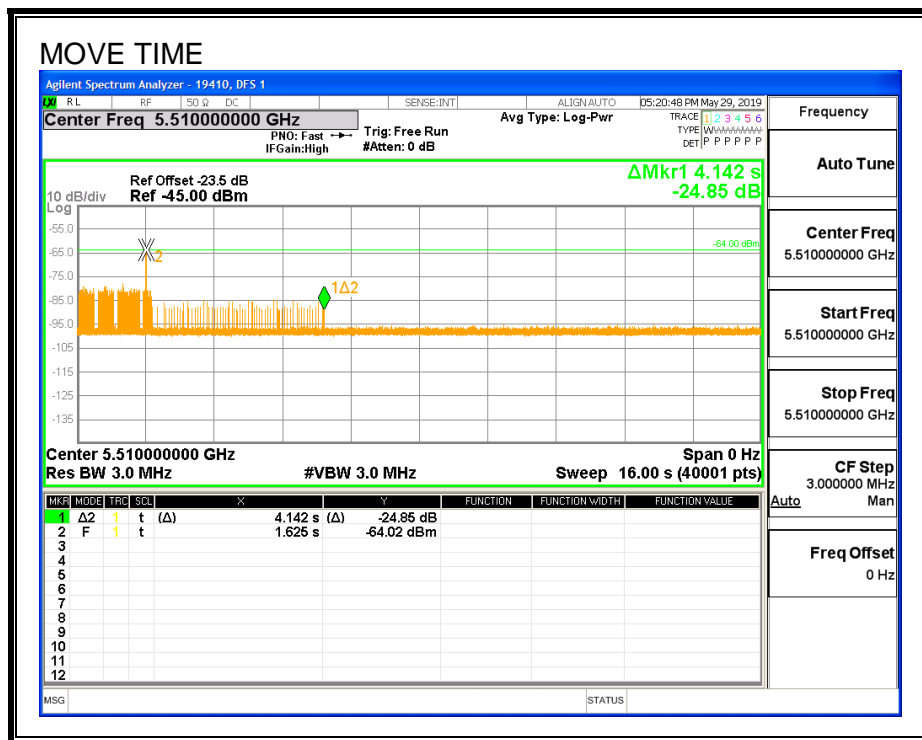 MOVE TIME
Agilent Spectrum Analyzer - 19410, DFS 1
LXI RL RF 50 Ω DC SENSE:INT ALIGN AUTO 05:20:48 PM May 29, 2019
Center Freq 5.510000000 GHz
PNO: Fast
IFGain:High
Trig: Free Run
#Atten: 0 dB
Avg Type: Log-Pwr
TRACE 1 2 3 4 5 6
TYPE
DET P P P P P P
ΔMkr1 4.142 s
-24.85 dB
Ref Offset -23.5 dB
10 dB/div Ref -45.00 dBm
Log
-55.0
-65.0
-75.0
-85.0
-95.0
-105
-115
-125
-135
-64.00 dBm
2
1Δ2
Center 5.510000000 GHz Span 0 Hz
Res BW 3.0 MHz #VBW 3.0 MHz Sweep 16.00 s (40001 pts)
MKR MODE TRC SCL X Y FUNCTION FUNCTION WIDTH FUNCTION VALUE
1 Δ2 1 t (Δ) 4.142 s (Δ) -24.85 dB
2 F 1 t 1.625 s -64.02 dBm
3
4
5
6
7
8
9
10
11
12
MSG STATUS
Frequency
Auto Tune
Center Freq
5.510000000 GHz
Start Freq
5.510000000 GHz
Stop Freq
5.510000000 GHz
CF Step
3.000000 MHz
Auto Man
Freq Offset
0 Hz